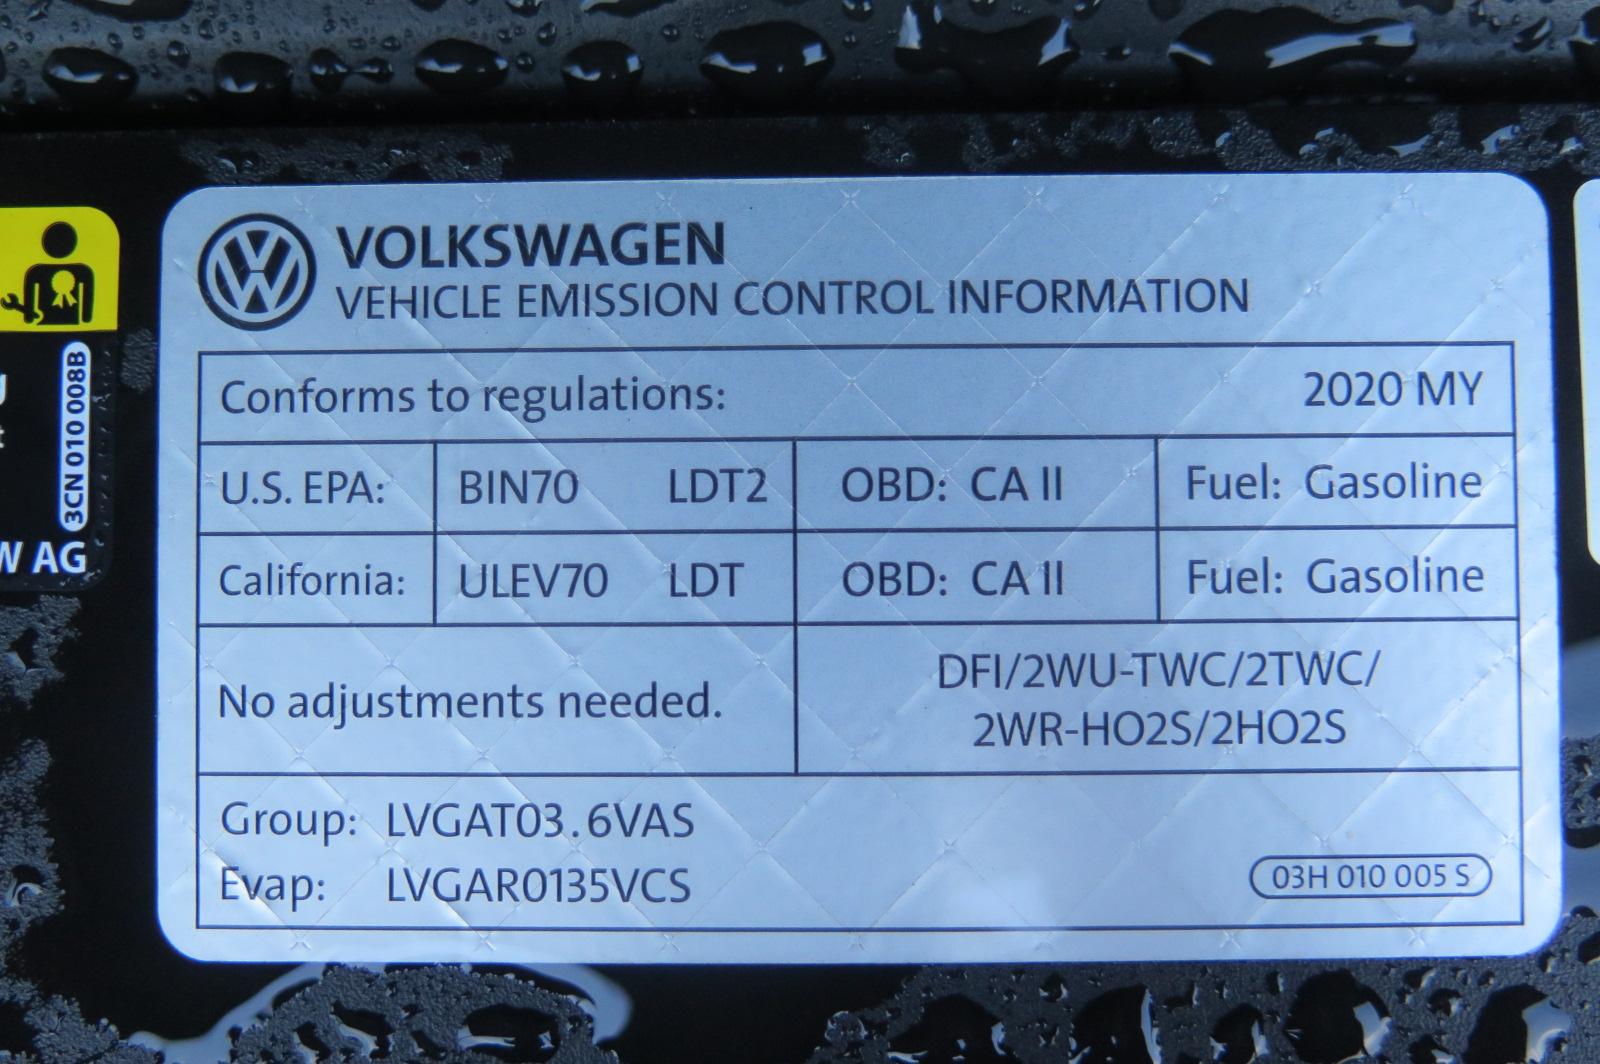 VOLKSWAGEN
VEHICLE EMISSION CONTROL INFORMATION
Conforms to regulations: 2020 MY
U.S. EPA: BIN70 LDT2 OBD: CA II Fuel: Gasoline
California: ULEV70 LDT OBD: CA II Fuel: Gasoline
No adjustments needed.
DFI/2WU-TWC/2TWC/
2WR-HO2S/2HO2S
Group: LVGAT03.6VAS
Evap: LVGAR0135VCS
03H 010 005 S
3CN 010 008B
W AG